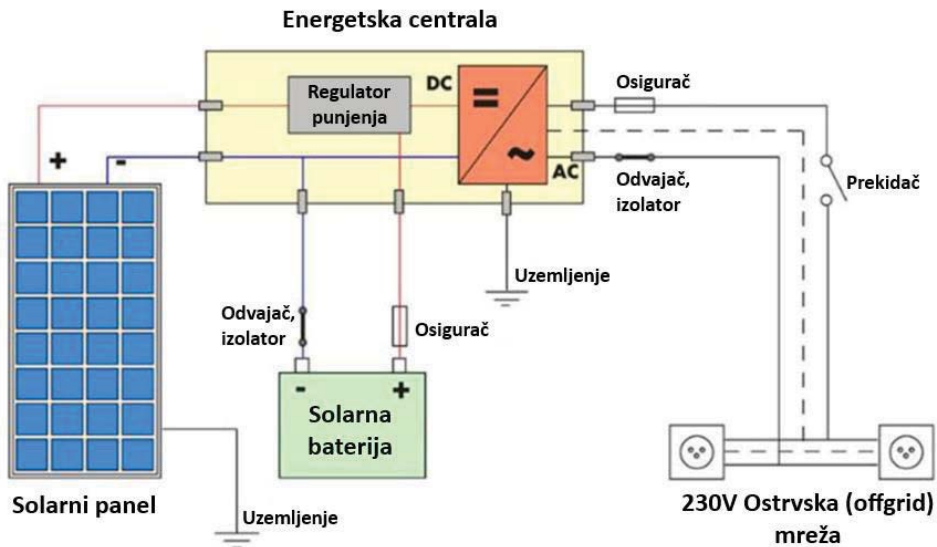 Energetska centrala
Regulator
punjenja
DC
AC
Osigurač
Odvajač,
izolator
Prekidač
+
-
Uzemljenje
Odvajač,
izolator
Osigurač
-
+
Solarna
baterija
Solarni panel
Uzemljenje
230V Ostrvska (offgrid)
mreža